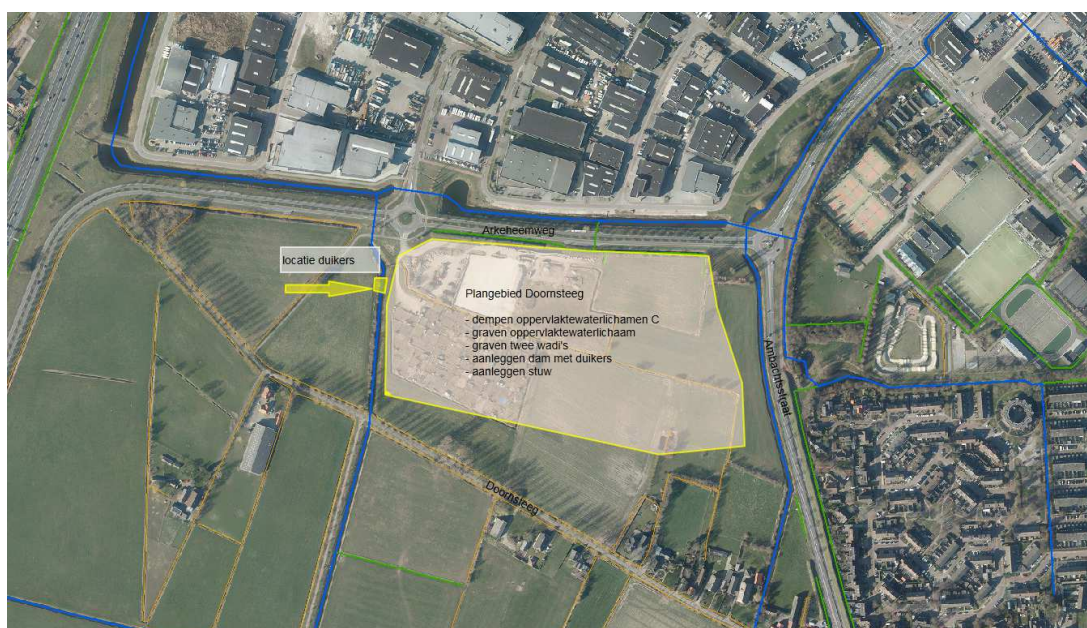 Arkeheemweg
locatie duikers
Plangebied Doornsteeg
- dempen oppervlaktewaterlichamen C
- graven oppervlaktewaterlichaam
- graven twee wadi's
- aanleggen dam met duikers
- aanleggen stuw
Ambachtsstraat
Doornsteeg